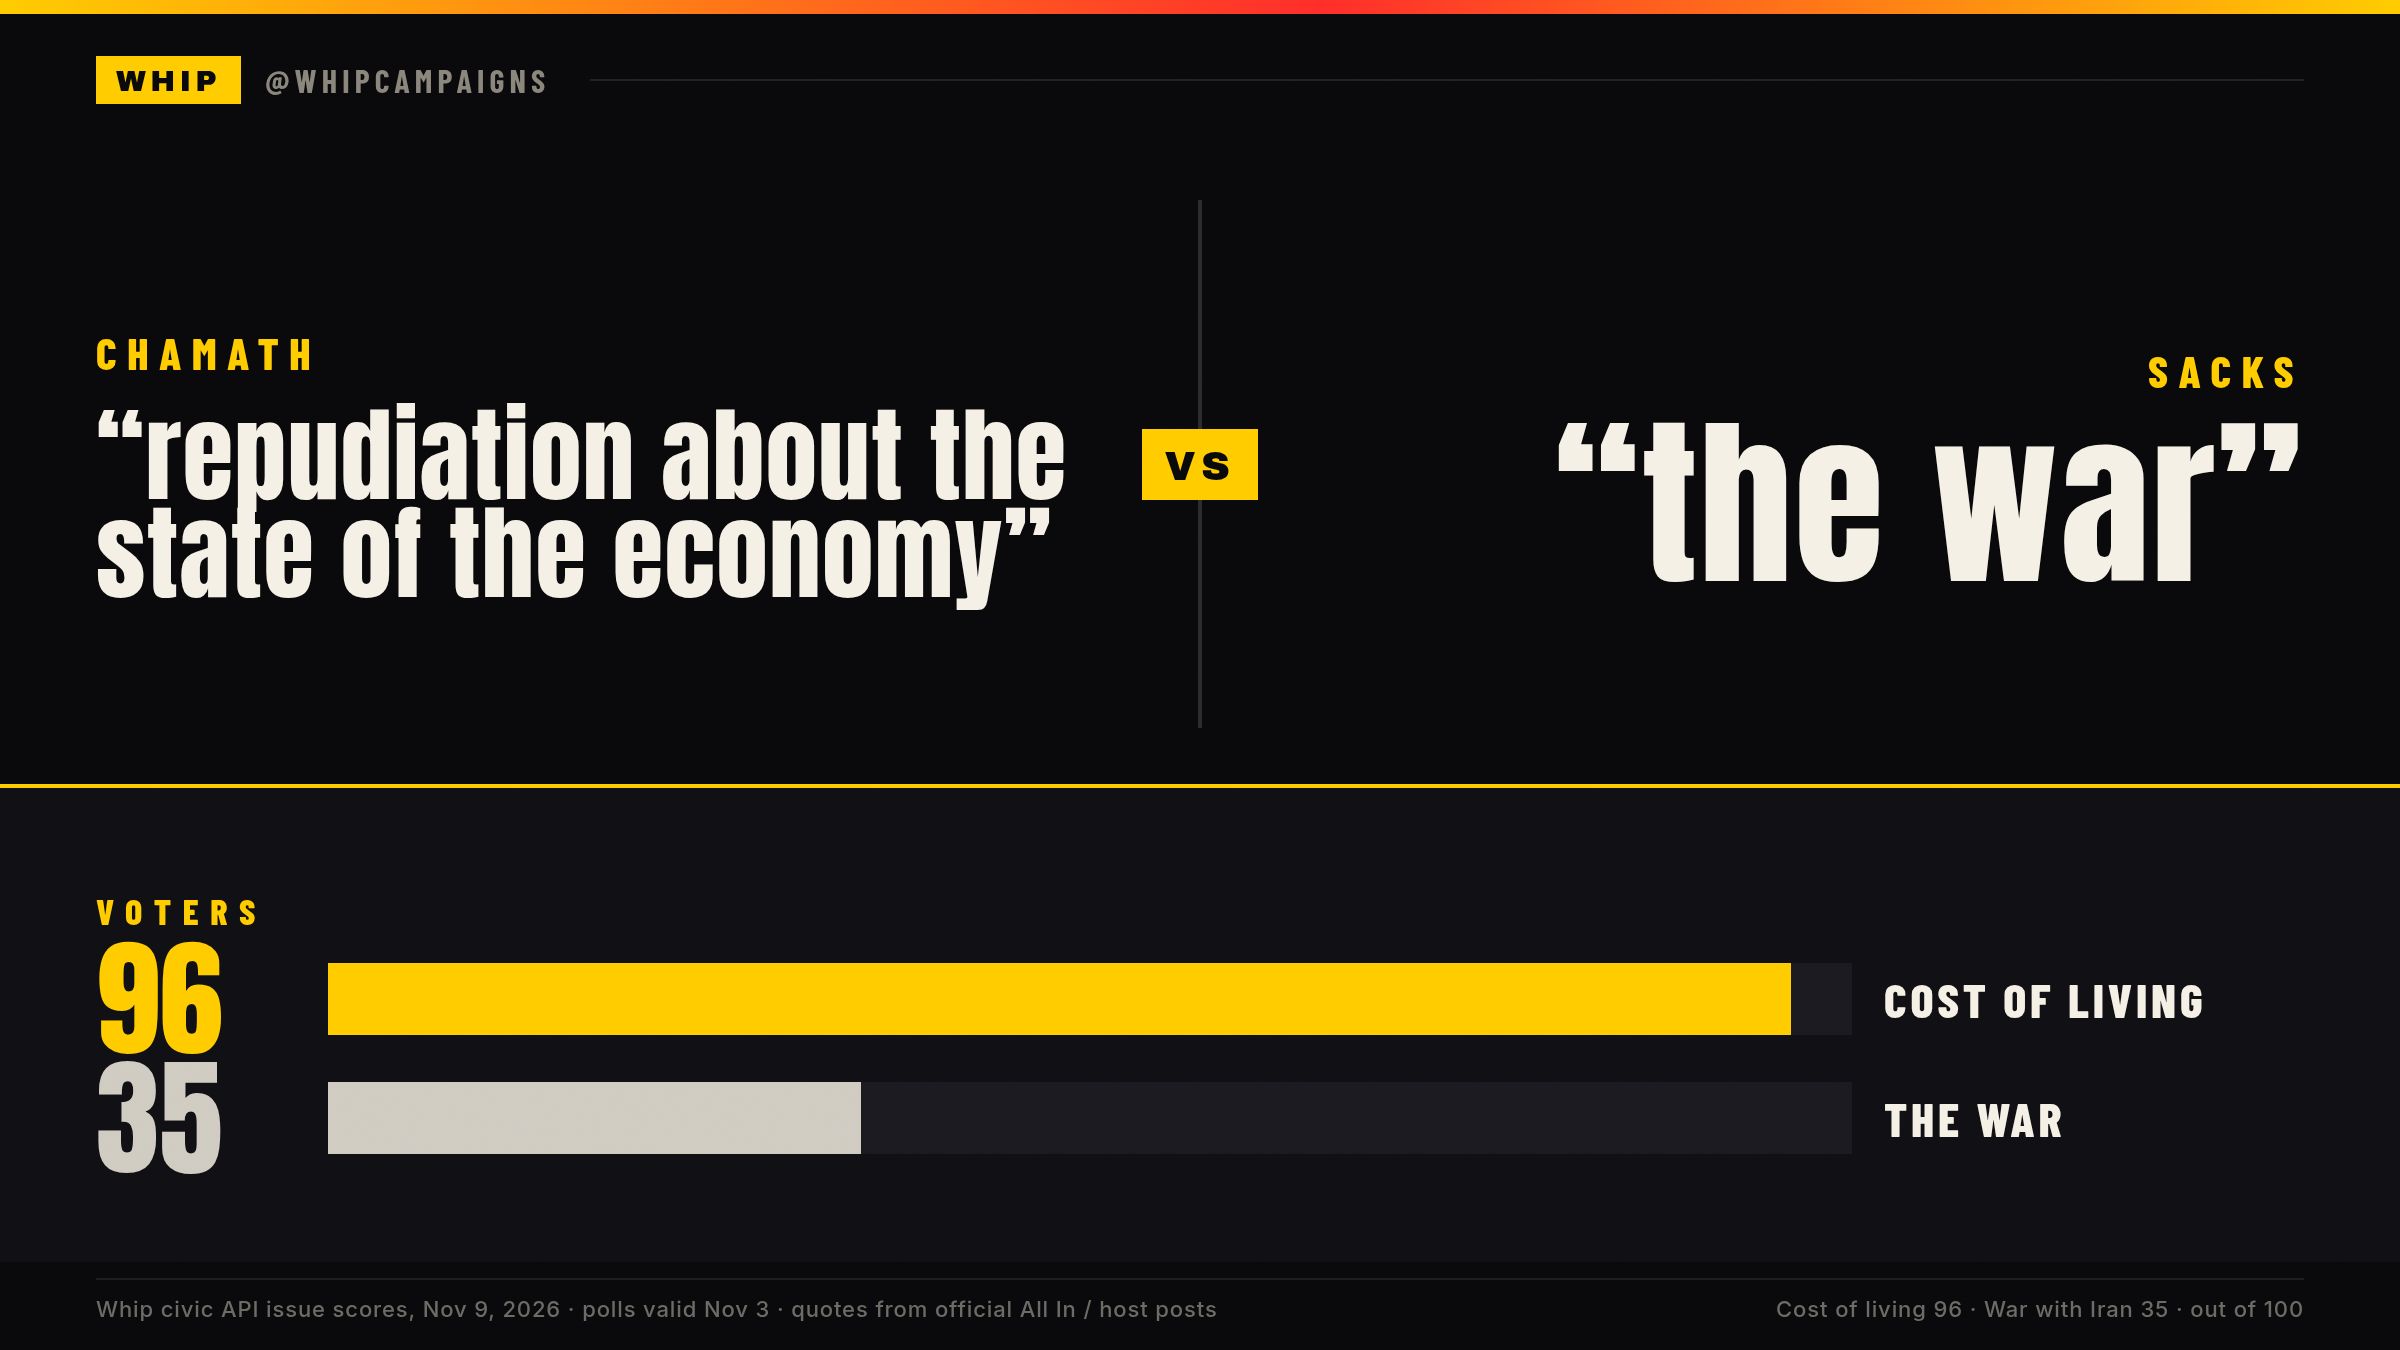 WHIP @WHIPCAMPAIGNS
CHAMATH
“repudiation about the
state of the economy”
VS
SACKS
“the war”
VOTERS
96 COST OF LIVING
35 THE WAR
Whip civic API issue scores, Nov 9, 2026 · polls valid Nov 3 · quotes from official All In / host posts
Cost of living 96 · War with Iran 35 · out of 100